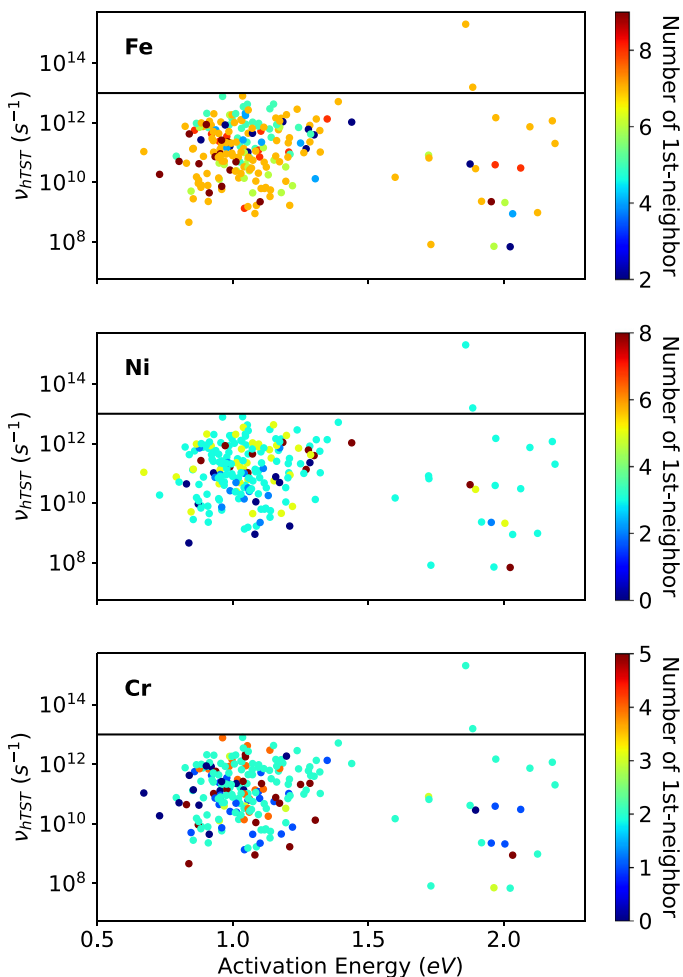 Fe
10^14
10^12
10^10
10^8
ν_hTST (s^−1)
8
6
4
2
Number of 1st-neighbor
Ni
10^14
10^12
10^10
10^8
ν_hTST (s^−1)
8
6
4
2
0
Number of 1st-neighbor
Cr
10^14
10^12
10^10
10^8
ν_hTST (s^−1)
5
4
3
2
1
0
Number of 1st-neighbor
0.5 1.0 1.5 2.0
Activation Energy (eV)